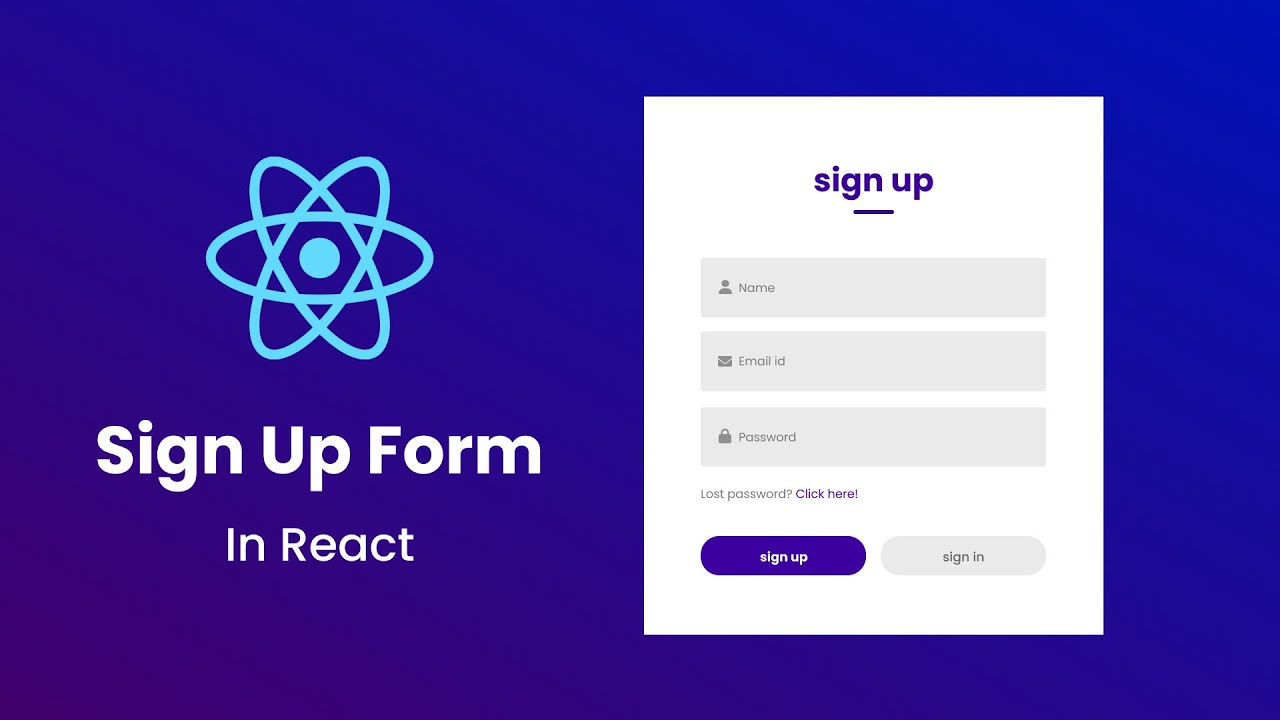 Sign Up Form
In React
sign up
Name
Email id
Password
Lost password? Click here!
sign up
sign in